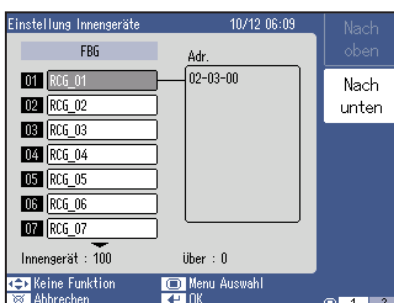 Einstellung Innengeräte 10/12 06:09
Nach
oben
FBG
Adr.
01 RCG_01
02-03-00
Nach
unten
02 RCG_02
03 RCG_03
04 RCG_04
05 RCG_05
06 RCG_06
07 RCG_07
Innengerät : 100 über : 0
Keine Funktion Menu Auswahl
Abbrechen OK
1 2